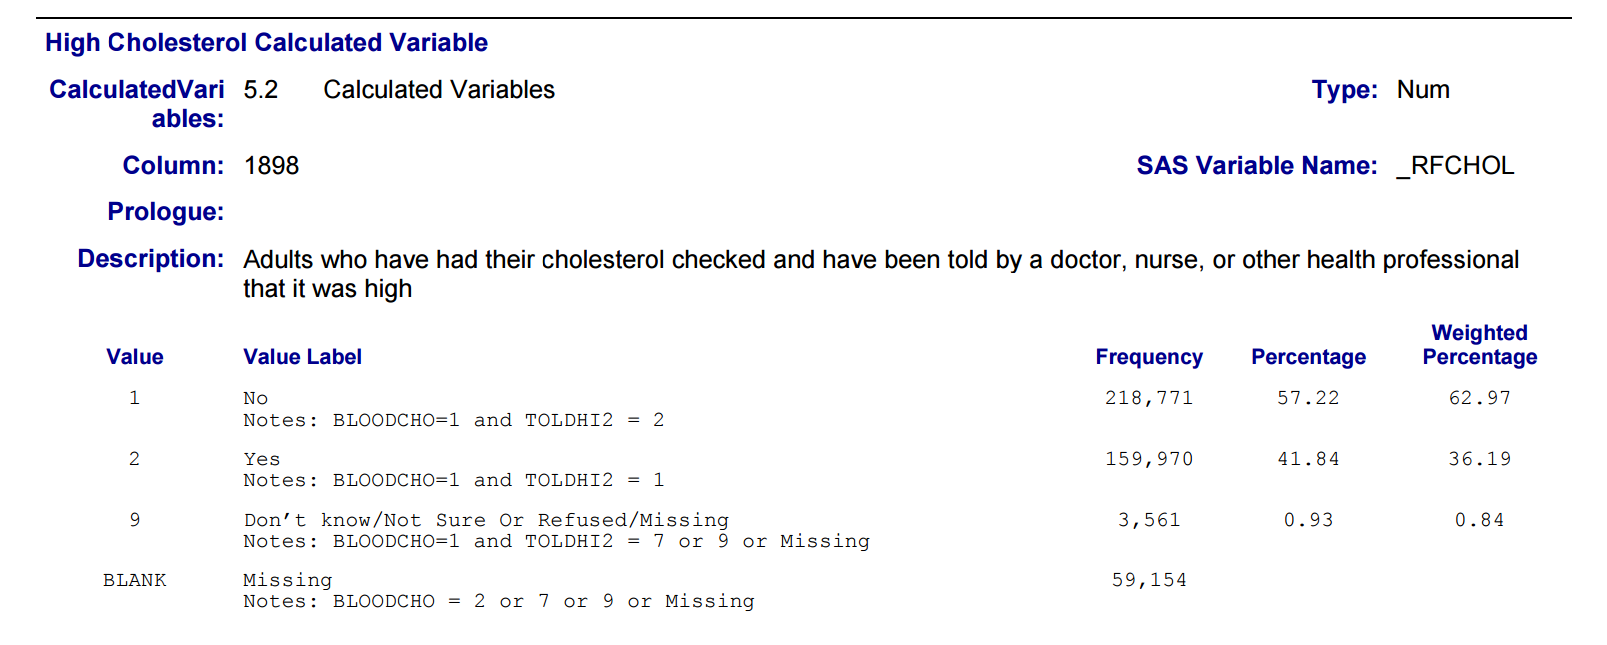 High Cholesterol Calculated Variable
CalculatedVari 5.2 Calculated Variables Type: Num
ables:
Column: 1898 SAS Variable Name: _RFCHOL
Prologue:
Description: Adults who have had their cholesterol checked and have been told by a doctor, nurse, or other health professional
that it was high
Weighted
Value Value Label Frequency Percentage Percentage
1 No 218,771 57.22 62.97
Notes: BLOODCHO=1 and TOLDHI2 = 2
2 Yes 159,970 41.84 36.19
Notes: BLOODCHO=1 and TOLDHI2 = 1
9 Don’t know/Not Sure Or Refused/Missing 3,561 0.93 0.84
Notes: BLOODCHO=1 and TOLDHI2 = 7 or 9 or Missing
BLANK Missing 59,154
Notes: BLOODCHO = 2 or 7 or 9 or Missing